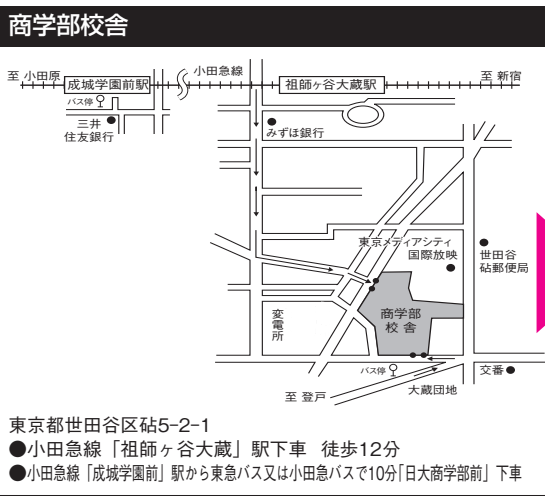 商学部校舎
至 小田原
成城学園前駅
小田急線
祖師ヶ谷大蔵駅
至 新宿
バス停
三井
住友銀行
みずほ銀行
東京メディアシティ
国際放映
世田谷
砧郵便局
変電所
商学部
校舎
バス停
交番
大蔵団地
至 登戸
東京都世田谷区砧5-2-1
●小田急線「祖師ヶ谷大蔵」駅下車 徒歩12分
●小田急線「成城学園前」駅から東急バス又は小田急バスで10分「日大商学部前」下車